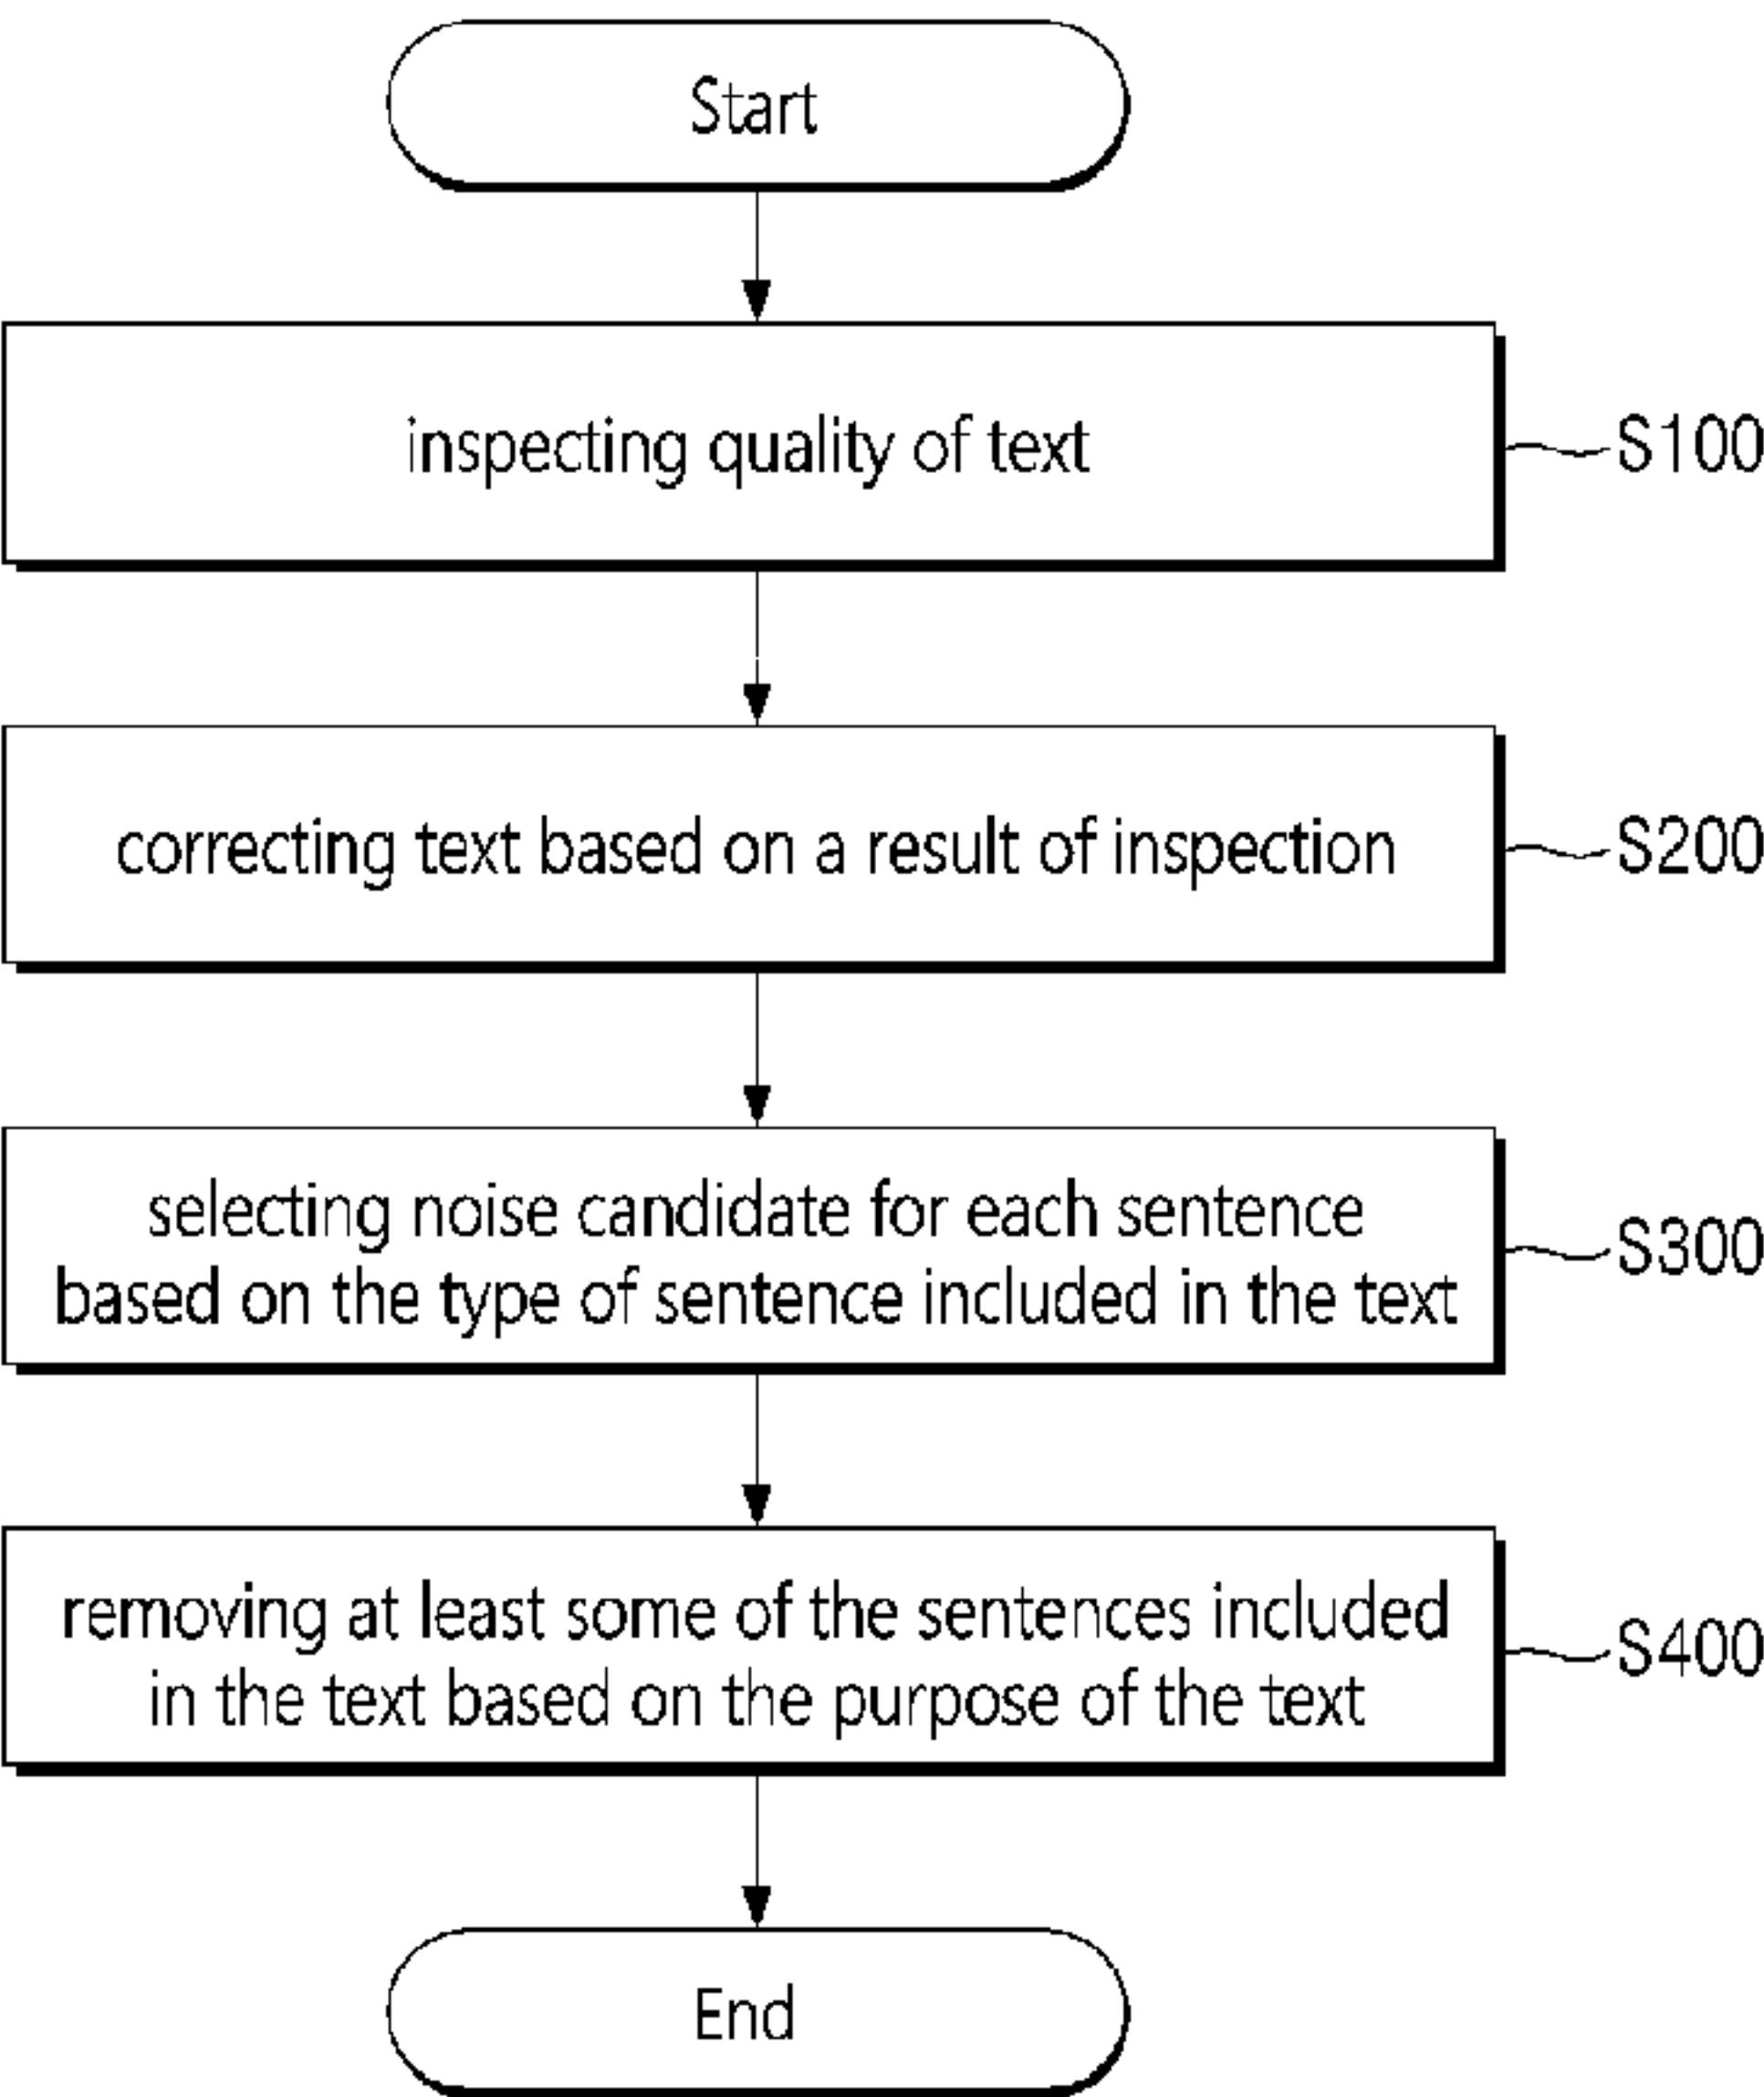 Start
inspecting quality of text
S100
correcting text based on a result of inspection
S200
selecting noise candidate for each sentence
based on the type of sentence included in the text
S300
removing at least some of the sentences included
in the text based on the purpose of the text
S400
End